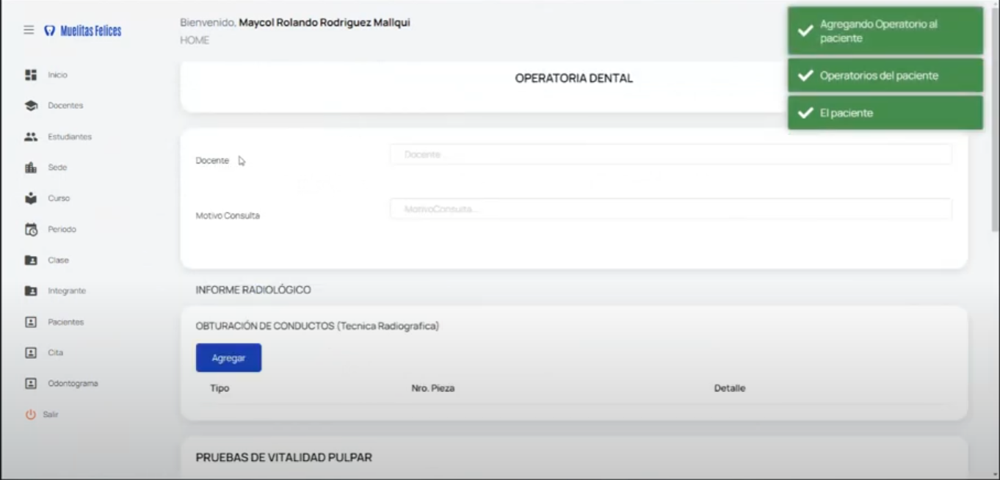 Muelitas Felices
Inicio
Docentes
Estudiantes
Sede
Curso
Periodo
Clase
Integrante
Pacientes
Cita
Odontograma
Salir
Bienvenido, Maycol Rolando Rodriguez Mallqui
HOME
OPERATORIA DENTAL
Agregando Operatorio al
paciente
Operatorios del paciente
El paciente
Docente
Docente...
Motivo Consulta
MotivoConsulta...
INFORME RADIOLÓGICO
OBTURACIÓN DE CONDUCTOS (Tecnica Radiografica)
Agregar
Tipo Nro. Pieza Detalle
PRUEBAS DE VITALIDAD PULPAR